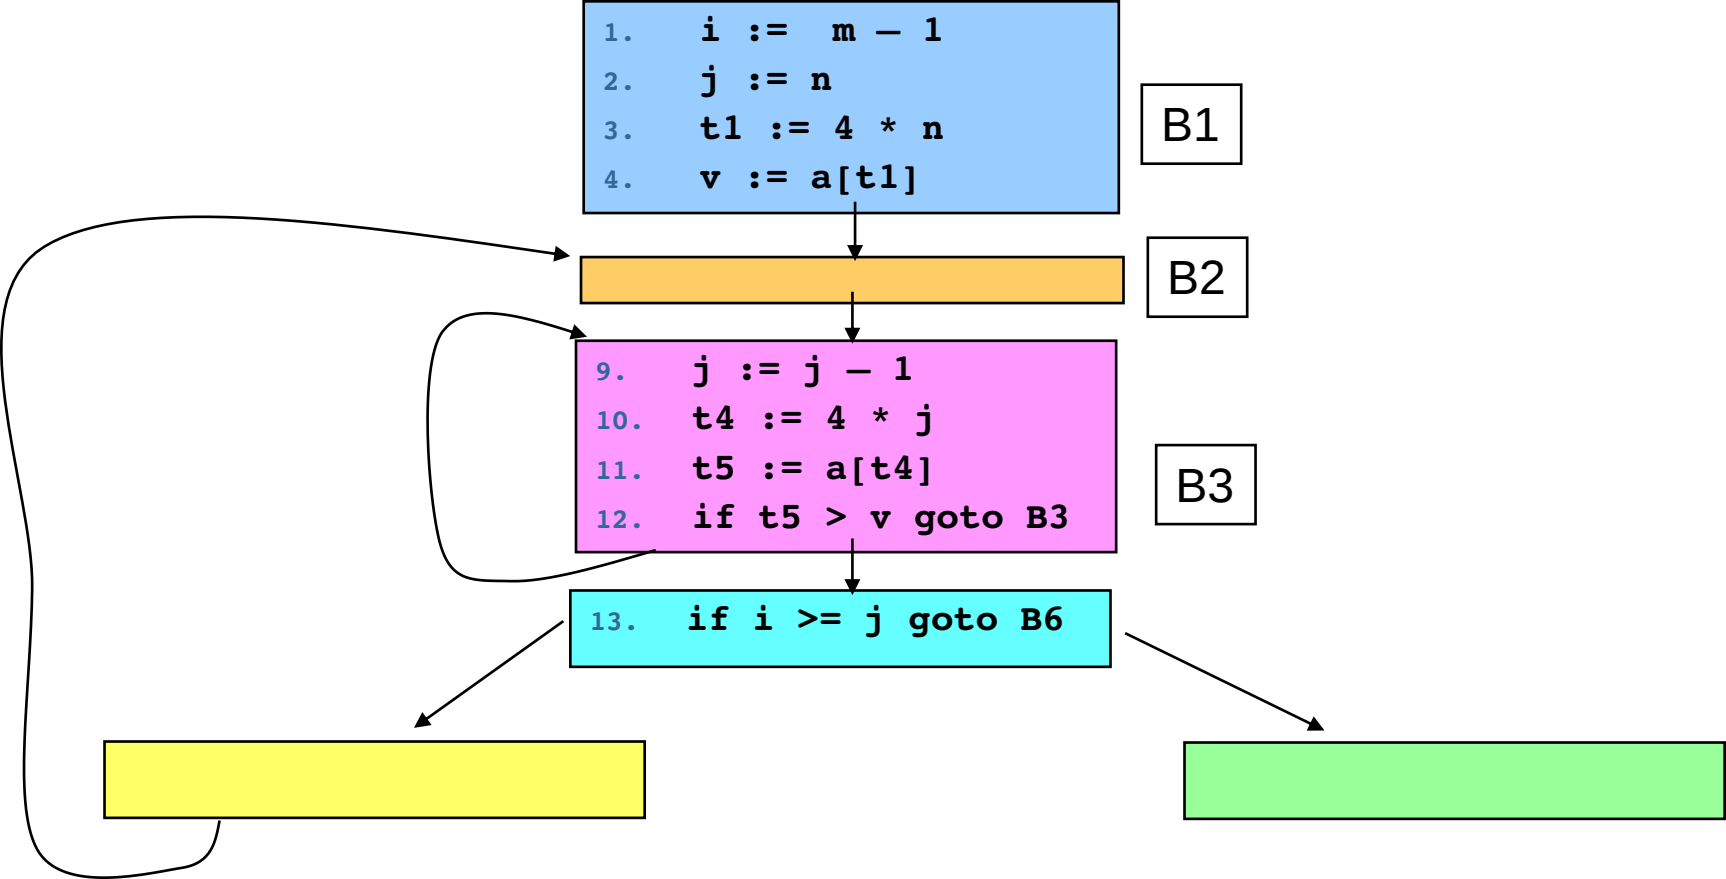 1. i := m – 1
2. j := n
3. t1 := 4 * n
4. v := a[t1]
B1
B2
9. j := j – 1
10. t4 := 4 * j
11. t5 := a[t4]
12. if t5 > v goto B3
B3
13. if i >= j goto B6